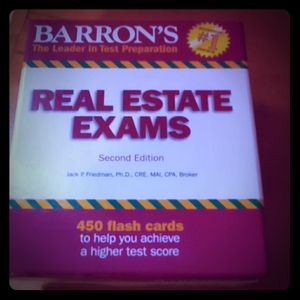 BARRON'S
The Leader in Test Preparation
#1
REAL ESTATE
EXAMS
Second Edition
Jack P. Friedman, Ph.D., CRE, MAI, CPA, Broker
450 flash cards
to help you achieve
a higher test score